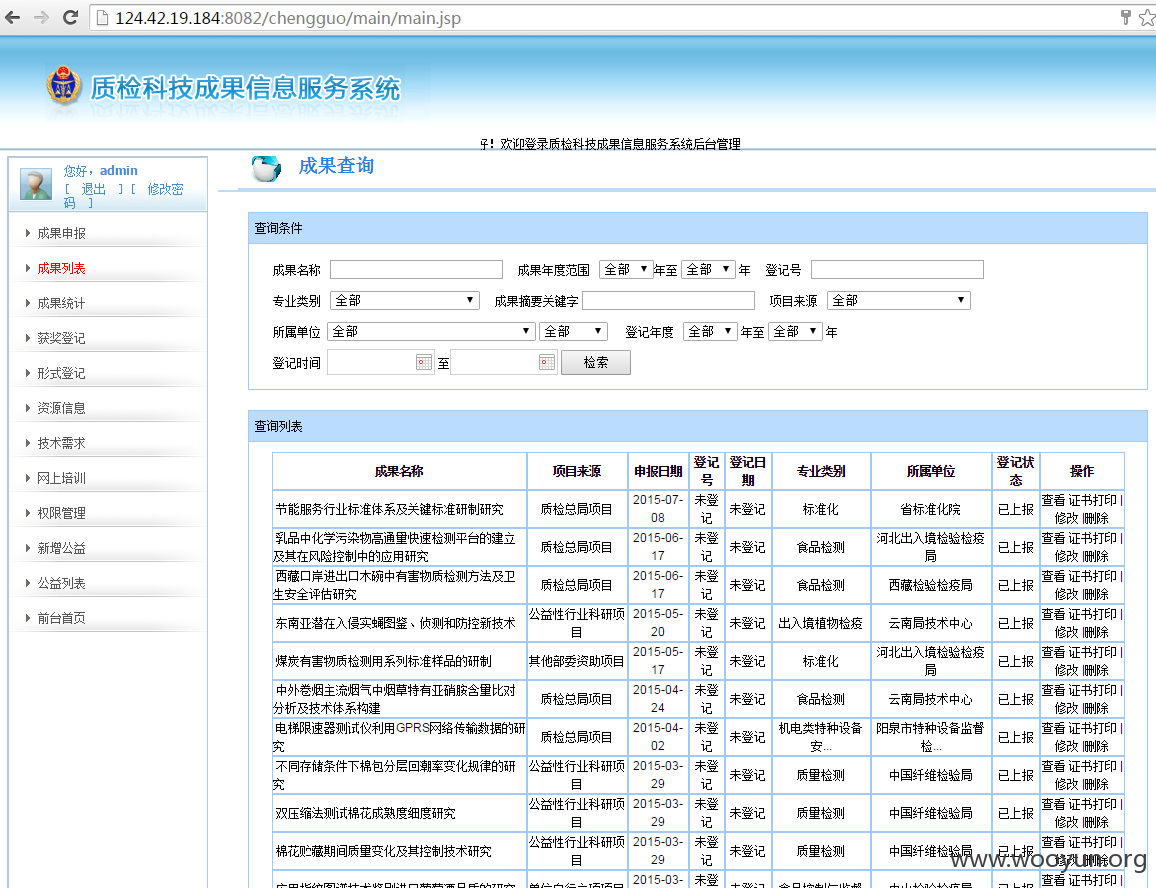 124.42.19.184:8082/chengguo/main/main.jsp
质检科技成果信息服务系统
欢迎登录质检科技成果信息服务系统后台管理
您好，admin
[ 退出 ] [ 修改密
码 ]
成果申报
成果列表
成果统计
获奖登记
形式登记
资源信息
技术需求
网上培训
权限管理
新增公益
公益列表
前台首页
成果查询
查询条件
成果名称 成果年度范围 全部 年至 全部 年 登记号
专业类别 全部 成果摘要关键字 项目来源 全部
所属单位 全部 全部 登记年度 全部 年至 全部 年
登记时间 至 检索
查询列表
成果名称 项目来源 申报日期 登记号 登记日期 专业类别 所属单位 登记状态 操作
节能服务行业标准体系及关键标准研制研究 质检总局项目 2015-07-08 未登记 未登记 标准化 省标准化院 已上报 查看 证书打印 | 修改 |删除
乳品中化学污染物高通量快速检测平台的建立及其在风险控制中的应用研究 质检总局项目 2015-06-17 未登记 未登记 食品检测 河北出入境检验检疫局 已上报 查看 证书打印 | 修改 |删除
西藏口岸进出口木碗中有害物质检测方法及卫生安全评估研究 质检总局项目 2015-06-17 未登记 未登记 食品检测 西藏检验检疫局 已上报 查看 证书打印 | 修改 |删除
东南亚潜在入侵实蝇图鉴、侦测和防控新技术 公益性行业科研项目 2015-05-20 未登记 未登记 出入境植物检疫 云南局技术中心 已上报 查看 证书打印 | 修改 |删除
煤炭有害物质检测用系列标准样品的研制 其他部委资助项目 2015-05-17 未登记 未登记 标准化 河北出入境检验检疫局 已上报 查看 证书打印 | 修改 |删除
中外卷烟主流烟气中烟草特有亚硝胺含量比对分析及技术体系构建 质检总局项目 2015-04-24 未登记 未登记 食品检测 云南局技术中心 已上报 查看 证书打印 | 修改 |删除
电梯限速器测试仪利用GPRS网络传输数据的研究 质检总局项目 2015-04-02 未登记 未登记 机电类特种设备安... 阳泉市特种设备监督检... 已上报 查看 证书打印 | 修改 |删除
不同存储条件下棉包分层回潮率变化规律的研究 公益性行业科研项目 2015-03-29 未登记 未登记 质量检测 中国纤维检验局 已上报 查看 证书打印 | 修改 |删除
双压缩法测试棉花成熟度细度研究 公益性行业科研项目 2015-03-29 未登记 未登记 质量检测 中国纤维检验局 已上报 查看 证书打印 | 修改 |删除
棉花贮藏期间质量变化及其控制技术研究 公益性行业科研项目 2015-03-29 未登记 未登记 质量检测 中国纤维检验局 已上报 查看 证书打印 | 修改 |删除
2015-03- 未登
www.wooyun.org